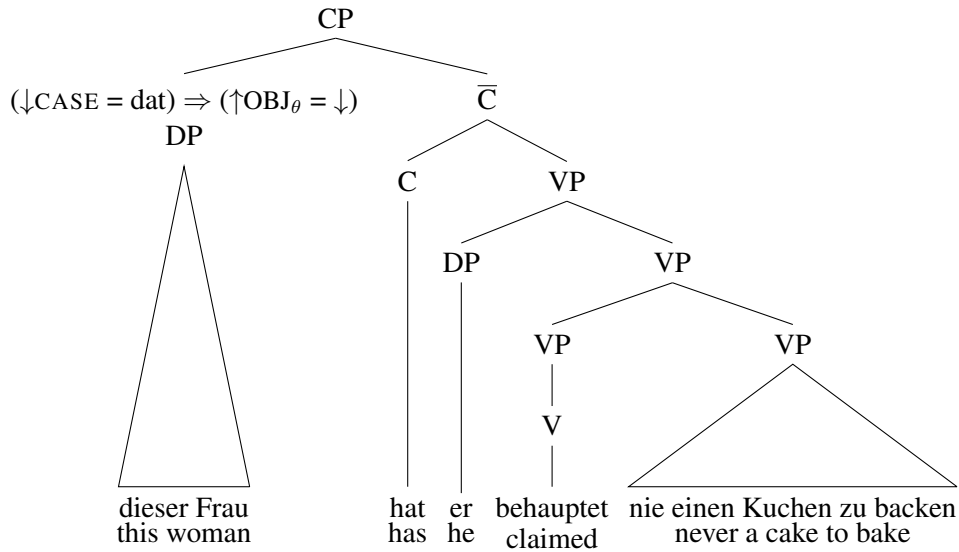 CP
(↓CASE = dat) ⇒ (↑OBJθ = ↓)
DP
C̅
C
VP
DP
VP
VP
VP
V
dieser Frau hat er behauptet nie einen Kuchen zu backen
this woman has he claimed never a cake to bake